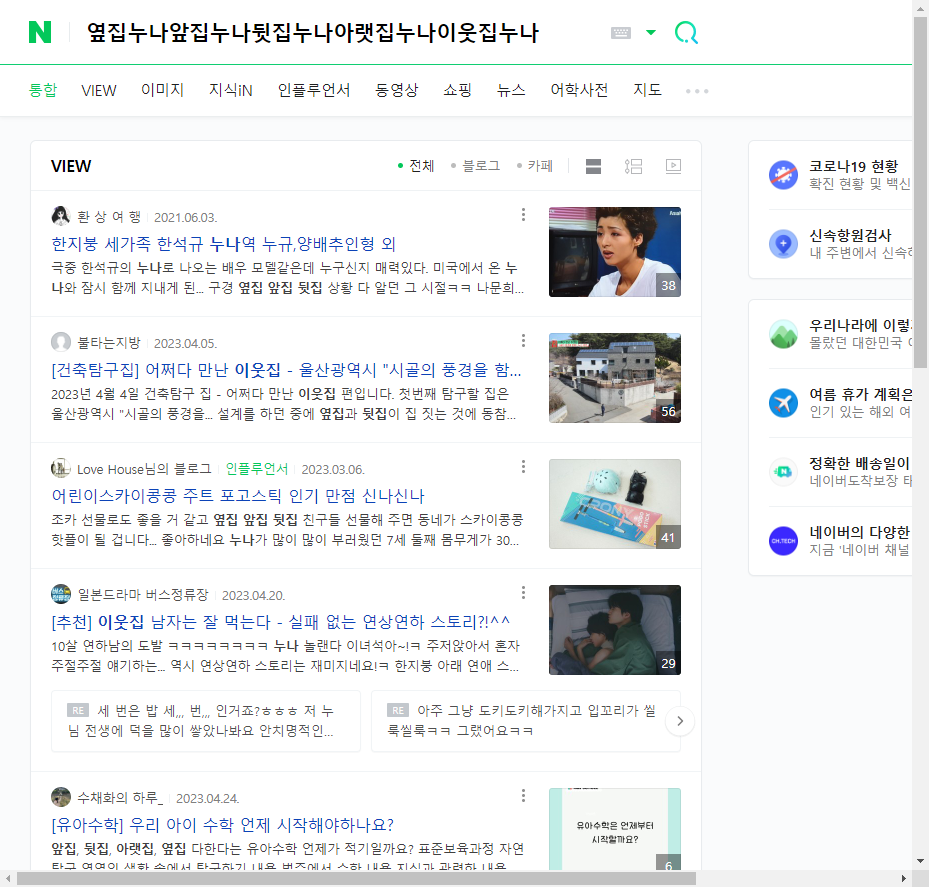 N 옆집누나앞집누나뒷집누나아랫집누나이웃집누나
통합 VIEW 이미지 지식iN 인플루언서 동영상 쇼핑 뉴스 어학사전 지도
VIEW 전체 블로그 카페
환 상 여 행 2021.06.03.
한지붕 세가족 한석규 누나역 누규,양배추인형 외
극중 한석규의 누나로 나오는 배우 모델같은데 누구신지 매력있다. 미국에서 온 누
나와 잠시 함께 지내게 된... 구경 옆집 앞집 뒷집 상황 다 알던 그 시절ㅋㅋ 나문희...
38
불타는지방 2023.04.05.
[건축탐구집] 어쩌다 만난 이웃집 - 울산광역시 "시골의 풍경을 함...
2023년 4월 4일 건축탐구 집 - 어쩌다 만난 이웃집 편입니다. 첫번째 탐구할 집은
울산광역시 "시골의 풍경을... 설계를 하던 중에 옆집과 뒷집이 집 짓는 것에 동참...
56
Love House님의 블로그 인플루언서 2023.03.06.
어린이스카이콩콩 주트 포고스틱 인기 만점 신나신나
조카 선물로도 좋을 거 같고 옆집 앞집 뒷집 친구들 선물해 주면 동네가 스카이콩콩
핫플이 될 겁니다... 좋아하네요 누나가 많이 많이 부러웠던 7세 둘째 몸무게가 30...
41
일본드라마 버스정류장 2023.04.20.
[추천] 이웃집 남자는 잘 먹는다 - 실패 없는 연상연하 스토리?!^^
10살 연하남의 도발 ㅋㅋㅋㅋㅋㅋㅋㅋ 누나 놀랜다 이녀석아~!ㅋ 주저앉아서 혼자
주절주절 얘기하는... 역시 연상연하 스토리는 재미지네요!ㅋ 한지붕 아래 연애 스...
29
RE 세 번은 밥 세,,, 번,,, 인거죠?ㅎㅎㅎ 저 누
님 전생에 덕을 많이 쌓았나봐요 안치명적인...
RE 아주 그냥 도키도키해가지고 입꼬리가 씰
룩씰룩ㅋㅋ 그랬어요ㅋㅋ
수채화의 하루_ 2023.04.24.
[유아수학] 우리 아이 수학 언제 시작해야하나요?
앞집, 뒷집, 아랫집, 옆집 다한다는 유아수학 언제가 적기일까요? 표준보육과정 자연
탐구 영역의 생활 속에서 탐구하기 내용 범주에서 수학 내용 지식과 관련한 내용
유아수학은 언제부터
시작할까요?
6
코로나19 현황
확진 현황 및 백신
신속항원검사
내 주변에서 신속히
우리나라에 이렇
몰랐던 대한민국
여름 휴가 계획은
인기 있는 해외 여
정확한 배송일이
네이버도착보장
CH.TECH
네이버의 다양한
지금 '네이버 채널